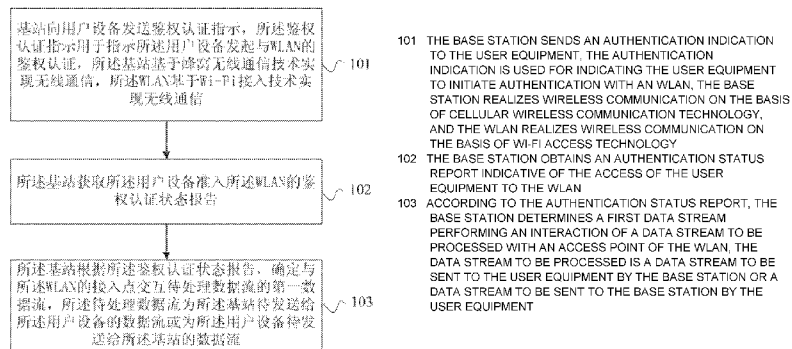 基站向用户设备发送鉴权认证指示，所述鉴权
认证指示用于指示所述用户设备发起与WLAN的
鉴权认证，所述基站基于蜂窝无线通信技术实
现无线通信，所述WLAN基于Wi-Fi接入技术实
现无线通信
101
所述基站获取所述用户设备准入所述WLAN的鉴
权认证状态报告
102
所述基站根据所述鉴权认证状态报告，确定与
所述WLAN的接入点交互待处理数据流的第一数
据流，所述待处理数据流为所述基站待发送给
所述用户设备的数据流或为所述用户设备待发
送给所述基站的数据流
103
101 THE BASE STATION SENDS AN AUTHENTICATION INDICATION
TO THE USER EQUIPMENT, THE AUTHENTICATION
INDICATION IS USED FOR INDICATING THE USER EQUIPMENT
TO INITIATE AUTHENTICATION WITH AN WLAN, THE BASE
STATION REALIZES WIRELESS COMMUNICATION ON THE BASIS
OF CELLULAR WIRELESS COMMUNICATION TECHNOLOGY,
AND THE WLAN REALIZES WIRELESS COMMUNICATION ON
THE BASIS OF WI-FI ACCESS TECHNOLOGY
102 THE BASE STATION OBTAINS AN AUTHENTICATION STATUS
REPORT INDICATIVE OF THE ACCESS OF THE USER
EQUIPMENT TO THE WLAN
103 ACCORDING TO THE AUTHENTICATION STATUS REPORT, THE
BASE STATION DETERMINES A FIRST DATA STREAM
PERFORMING AN INTERACTION OF A DATA STREAM TO BE
PROCESSED WITH AN ACCESS POINT OF THE WLAN, THE
DATA STREAM TO BE PROCESSED IS A DATA STREAM TO BE
SENT TO THE USER EQUIPMENT BY THE BASE STATION OR A
DATA STREAM TO BE SENT TO THE BASE STATION BY THE
USER EQUIPMENT